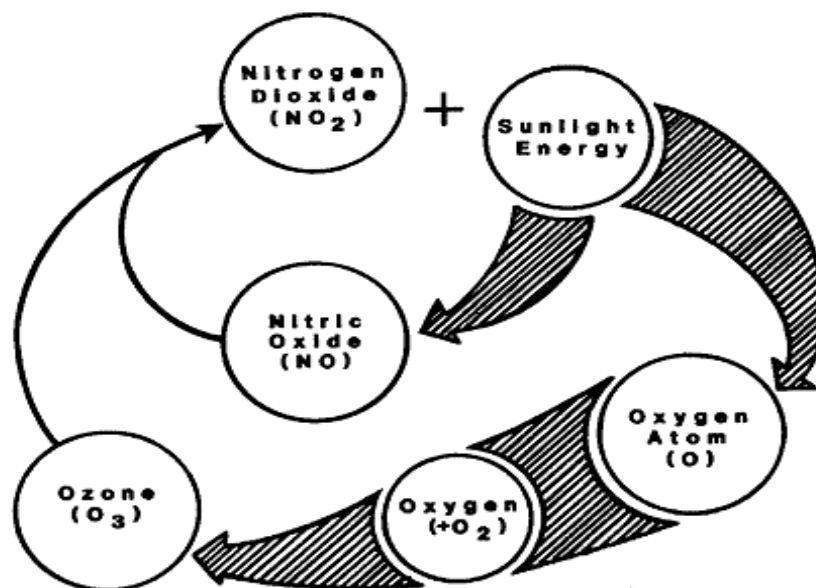 Nitrogen
Dioxide
(NO2)
+
Sunlight
Energy
Nitric
Oxide
(NO)
Oxygen
Atom
(O)
Oxygen
(+O2)
Ozone
(O3)